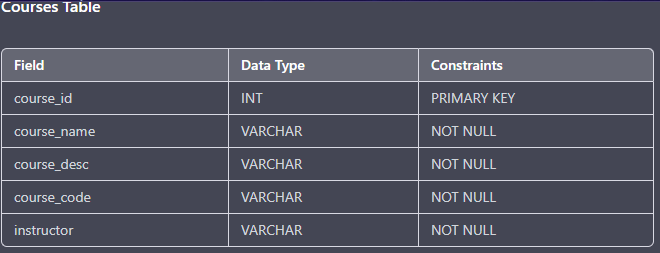 Courses Table
Field Data Type Constraints
course_id INT PRIMARY KEY
course_name VARCHAR NOT NULL
course_desc VARCHAR NOT NULL
course_code VARCHAR NOT NULL
instructor VARCHAR NOT NULL